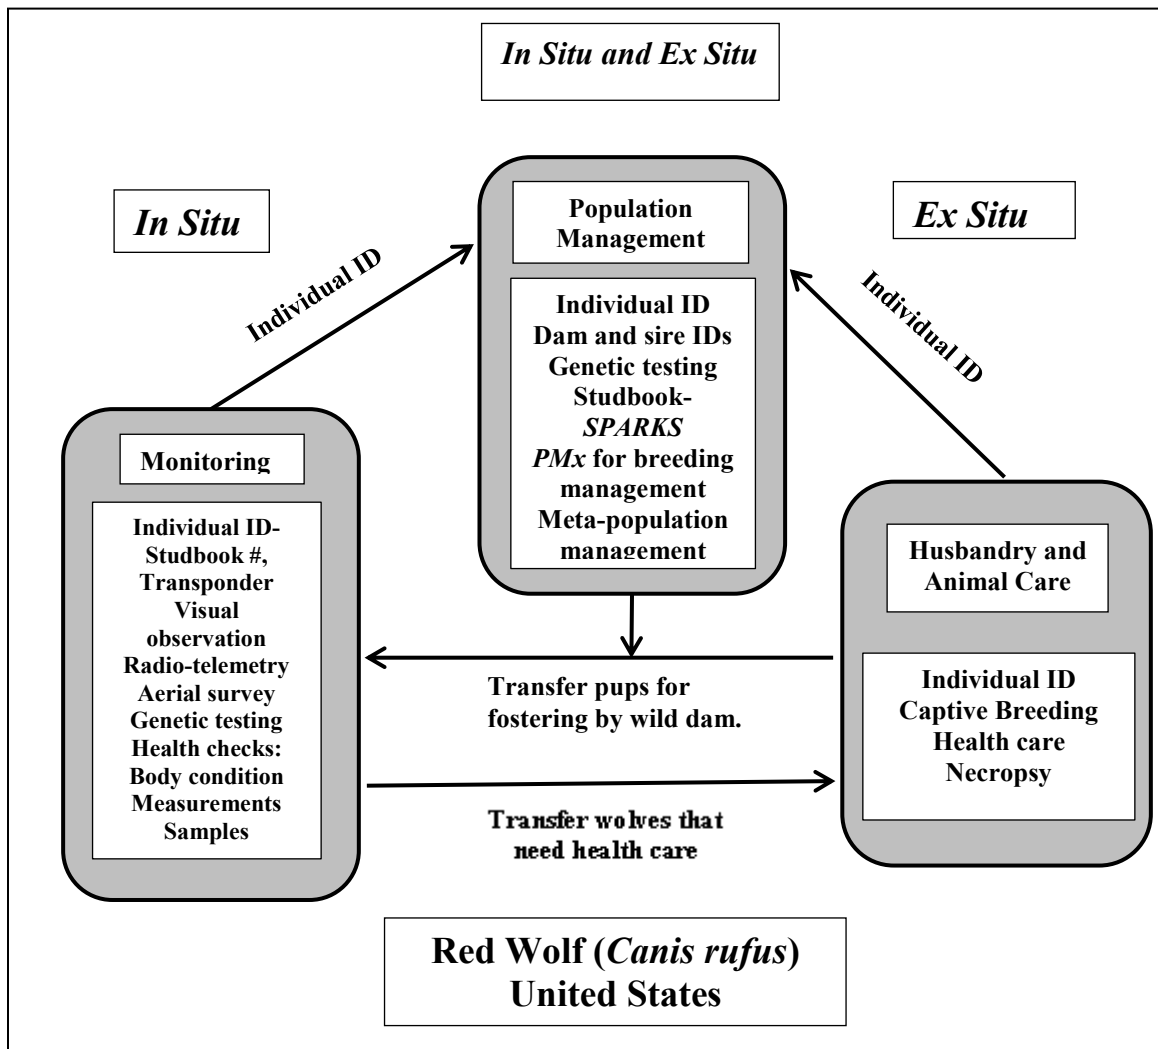 In Situ and Ex Situ
In Situ
Ex Situ
Individual ID
Individual ID
Population
Management
Individual ID
Dam and sire IDs
Genetic testing
Studbook-
SPARKS
PMx for breeding
management
Meta-population
management
Monitoring
Individual ID-
Studbook #,
Transponder
Visual
observation
Radio-telemetry
Aerial survey
Genetic testing
Health checks:
Body condition
Measurements
Samples
Husbandry and
Animal Care
Individual ID
Captive Breeding
Health care
Necropsy
Transfer pups for
fostering by wild dam.
Transfer wolves that
need health care
Red Wolf (Canis rufus)
United States